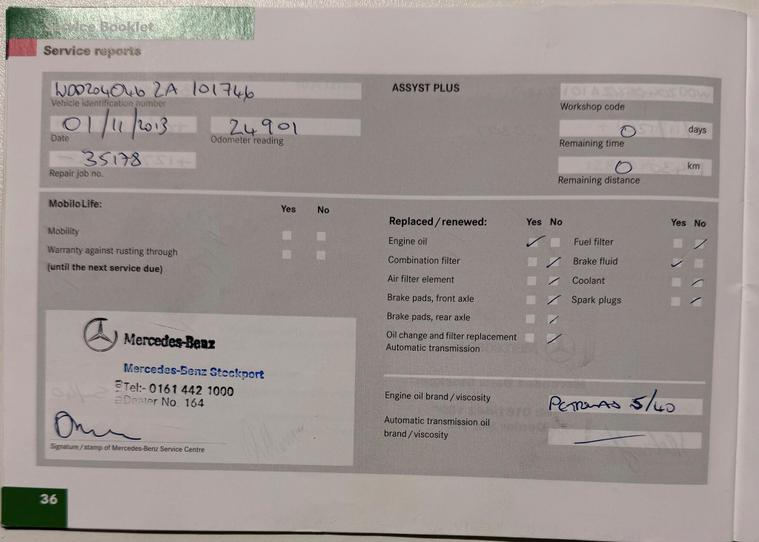 Service Booklet
Service reports
WDD2040462A101746
Vehicle identification number
01/11/2013
Date
24901
Odometer reading
35178
Repair job no.
ASSYST PLUS
Workshop code
0 days
Remaining time
0 km
Remaining distance
MobiloLife:
Yes No
Mobility
Warranty against rusting through
(until the next service due)
Replaced / renewed:
Yes No
Engine oil
Combination filter
Air filter element
Brake pads, front axle
Brake pads, rear axle
Oil change and filter replacement
Automatic transmission
Yes No
Fuel filter
Brake fluid
Coolant
Spark plugs
Mercedes-Benz
Mercedes-Benz Stockport
Tel:- 0161 442 1000
Dealer No. 164
Signature / stamp of Mercedes-Benz Service Centre
Engine oil brand / viscosity
PETRONAS 5/40
Automatic transmission oil
brand / viscosity
36